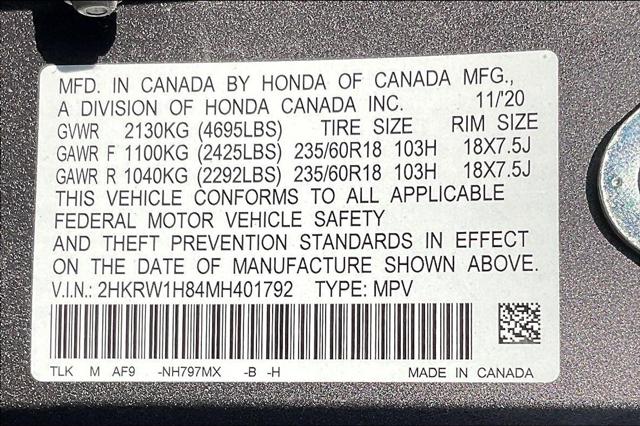 MFD. IN CANADA BY HONDA OF CANADA MFG.,
A DIVISION OF HONDA CANADA INC. 11/'20
GVWR 2130KG (4695LBS) TIRE SIZE RIM SIZE
GAWR F 1100KG (2425LBS) 235/60R18 103H 18X7.5J
GAWR R 1040KG (2292LBS) 235/60R18 103H 18X7.5J
THIS VEHICLE CONFORMS TO ALL APPLICABLE
FEDERAL MOTOR VEHICLE SAFETY
AND THEFT PREVENTION STANDARDS IN EFFECT
ON THE DATE OF MANUFACTURE SHOWN ABOVE.
V.I.N.: 2HKRW1H84MH401792 TYPE: MPV
TLK M AF9 -NH797MX -B -H MADE IN CANADA